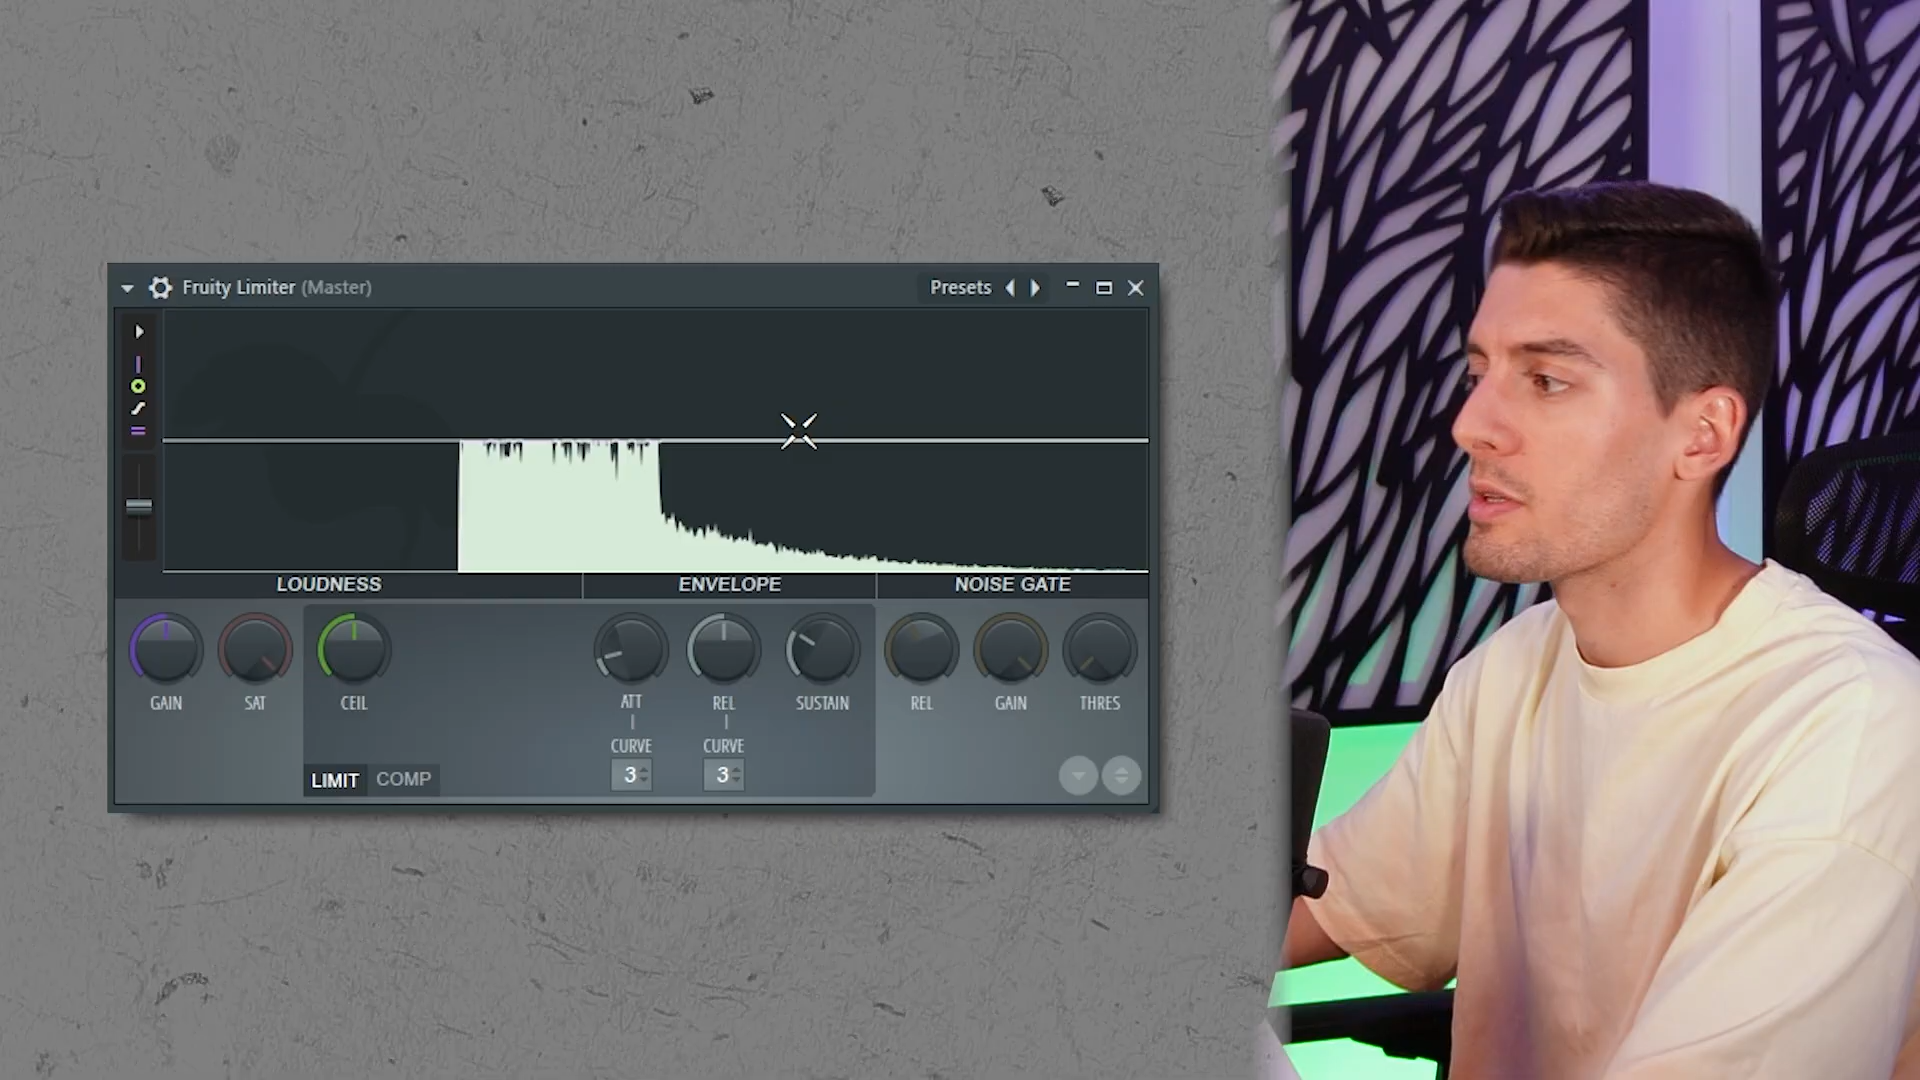 Fruity Limiter (Master)
Presets
LOUDNESS
ENVELOPE
NOISE GATE
GAIN
SAT
CEIL
ATT
REL
SUSTAIN
REL
GAIN
THRES
CURVE
CURVE
3
3
LIMIT
COMP